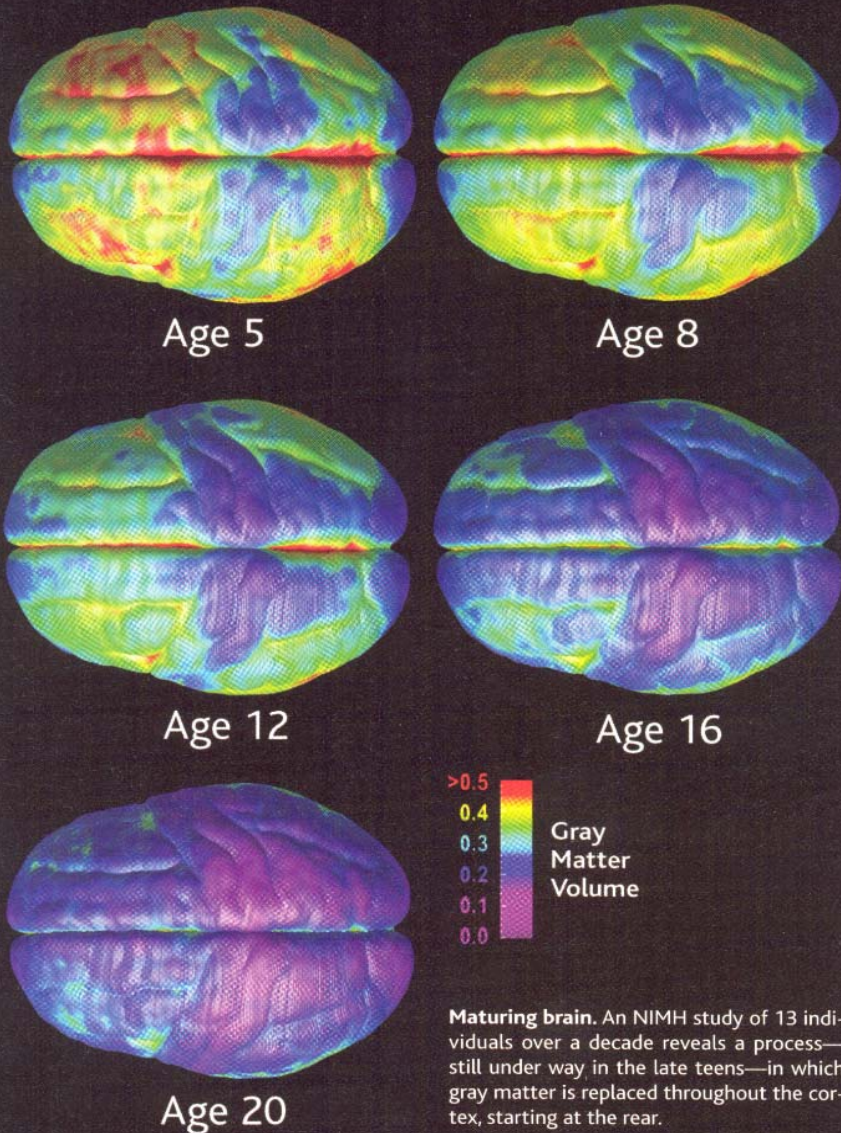 Age 5
Age 8
Age 12
Age 16
Age 20
>0.5
0.4
0.3
0.2
0.1
0.0
Gray
Matter
Volume
Maturing brain. An NIMH study of 13 indi-
viduals over a decade reveals a process—
still under way in the late teens—in which
gray matter is replaced throughout the cor-
tex, starting at the rear.